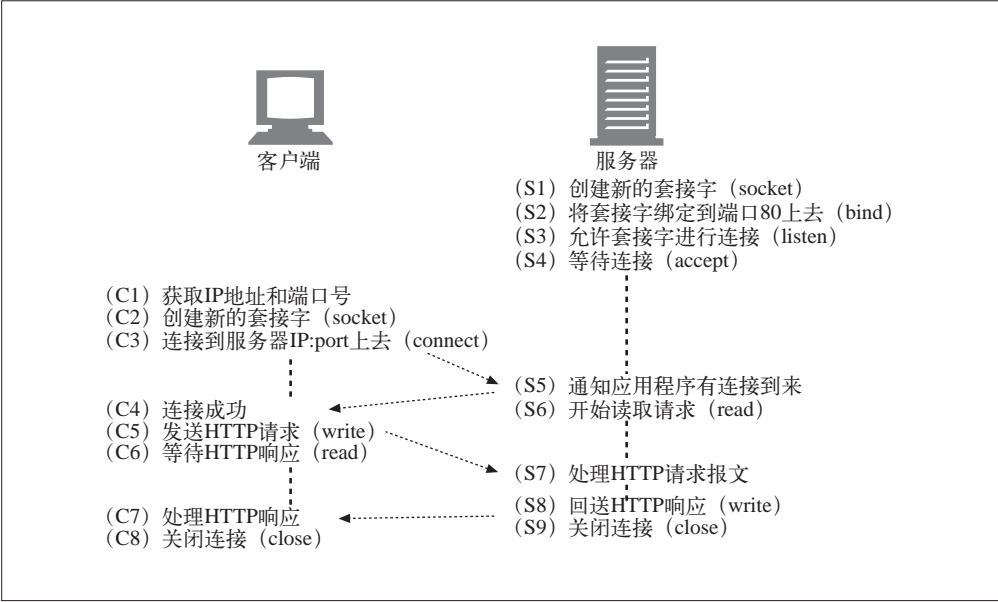 客户端
服务器
（S1）创建新的套接字（socket）
（S2）将套接字绑定到端口80上去（bind）
（S3）允许套接字进行连接（listen）
（S4）等待连接（accept）
（C1）获取IP地址和端口号
（C2）创建新的套接字（socket）
（C3）连接到服务器IP:port上去（connect）
（S5）通知应用程序有连接到来
（S6）开始读取请求（read）
（C4）连接成功
（C5）发送HTTP请求（write）
（C6）等待HTTP响应（read）
（S7）处理HTTP请求报文
（S8）回送HTTP响应（write）
（S9）关闭连接（close）
（C7）处理HTTP响应
（C8）关闭连接（close）